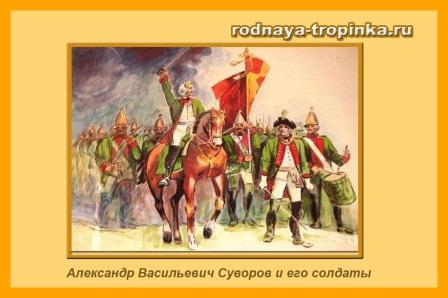 rodnaya-tropinka.ru
Александр Васильевич Суворов и его солдаты